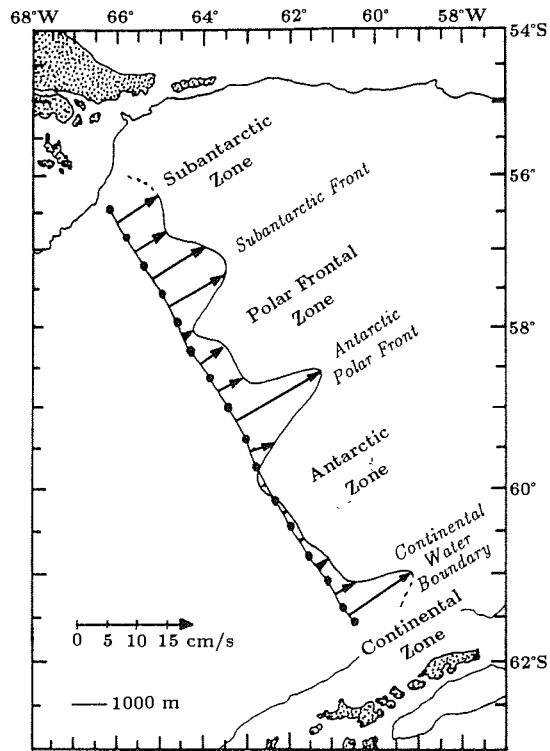 68°W 66° 64° 62° 60° 58°W
54°S
Subantarctic
Zone
56°
Subantarctic Front
Polar Frontal
Zone
58°
Antarctic
Polar Front
Antarctic
Zone
60°
Continental
Water
Boundary
Continental
Zone
0 5 10 15 cm/s
62°S
1000 m